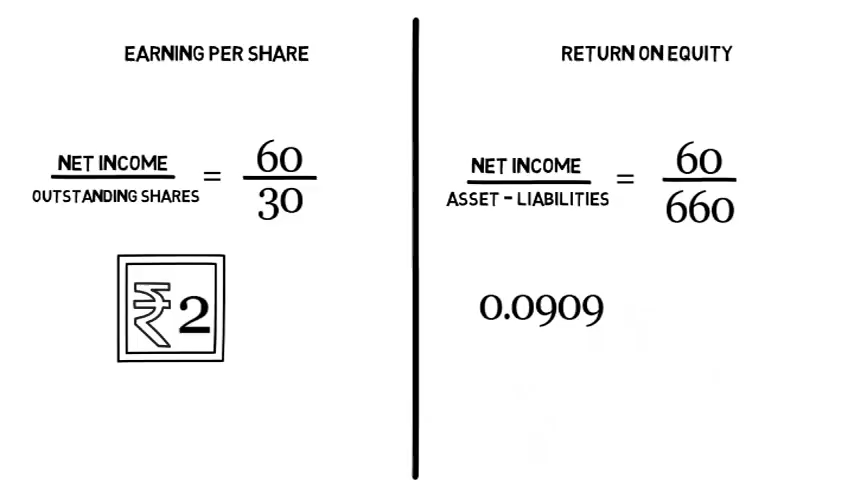 EARNING PER SHARE
NET INCOME
OUTSTANDING SHARES
=
60
30
₹2
RETURN ON EQUITY
NET INCOME
ASSET - LIABILITIES
=
60
660
0.0909